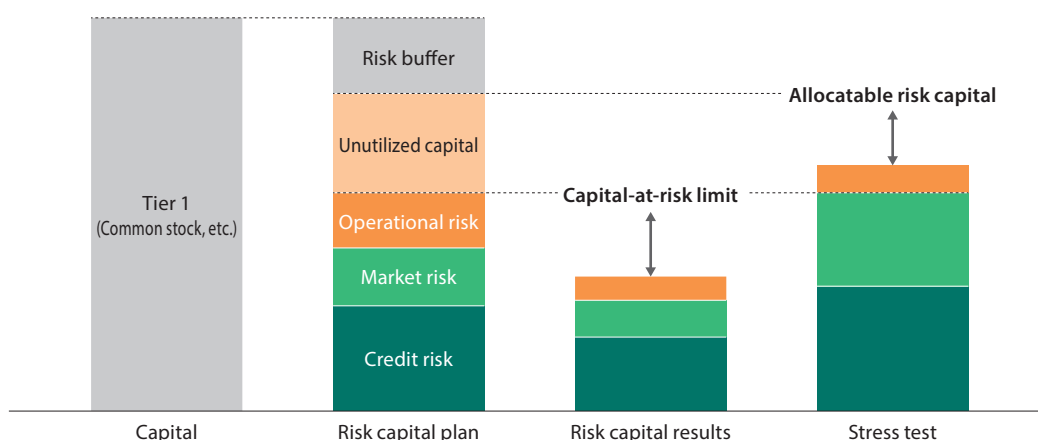 Risk buffer
Allocatable risk capital
Unutilized capital
Tier 1
(Common stock, etc.)
Capital-at-risk limit
Operational risk
Market risk
Credit risk
Capital
Risk capital plan
Risk capital results
Stress test